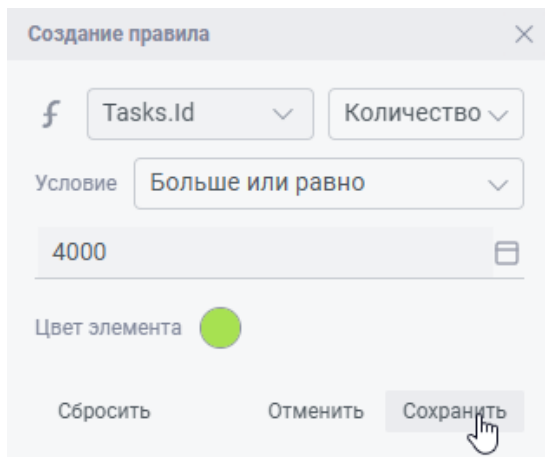 Создание правила
Tasks.Id Количество
Условие Больше или равно
4000
Цвет элемента
Сбросить Отменить Сохранить